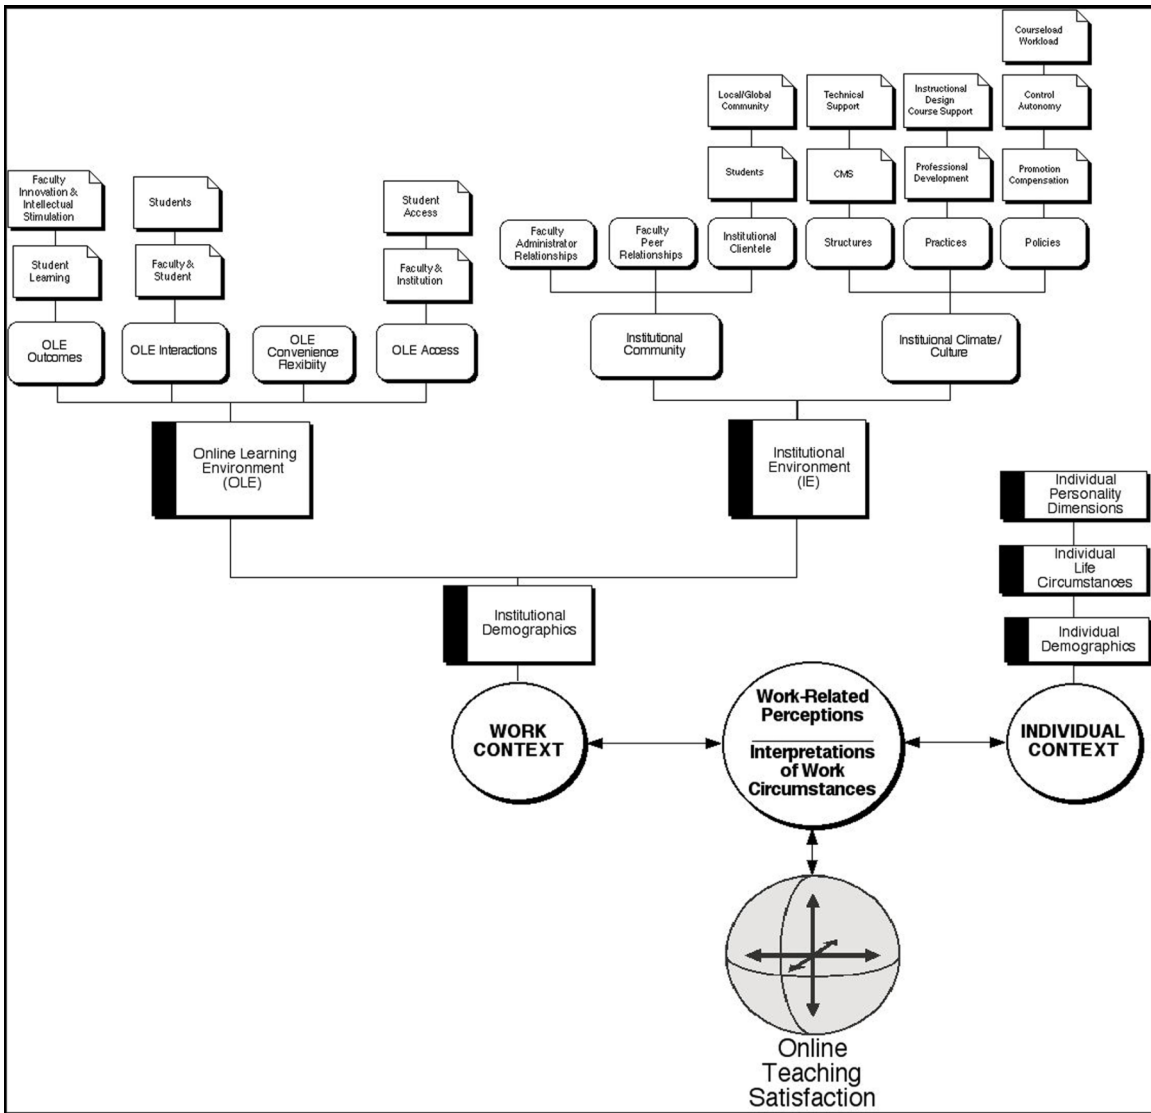 Courseload
Workload
Local/Global
Community
Technical
Support
Instructional
Design
Course Support
Control
Autonomy
Faculty
Innovation &
Intellectual
Stimulation
Students
Student
Access
Students
CMS
Professional
Development
Promotion
Compensation
Student
Learning
Faculty &
Student
Faculty &
Institution
Faculty
Administrator
Relationships
Faculty
Peer
Relationships
Institutional
Clientele
Structures
Practices
Policies
OLE
Outcomes
OLE Interactions
OLE
Convenience
Flexibiity
OLE Access
Institutional
Community
Instituional Climate/
Culture
Online Learning
Environment
(OLE)
Institutional
Environment
(IE)
Individual
Personality
Dimensions
Individual
Life
Circumstances
Institutional
Demographics
Individual
Demographics
WORK
CONTEXT
Work-Related
Perceptions
Interpretations
of Work
Circumstances
INDIVIDUAL
CONTEXT
Online
Teaching
Satisfaction